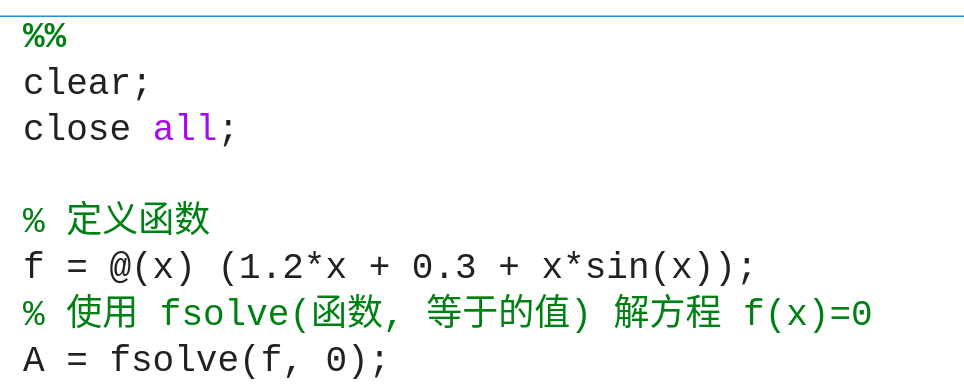 %%
clear;
close all;
% 定义函数
f = @(x) (1.2*x + 0.3 + x*sin(x));
% 使用 fsolve(函数, 等于的值) 解方程 f(x)=0
A = fsolve(f, 0);